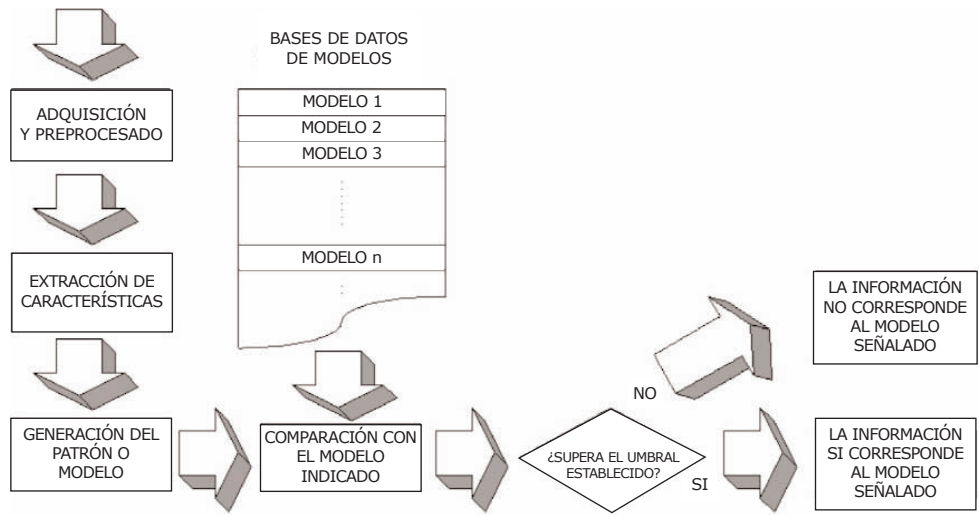 BASES DE DATOS
DE MODELOS
ADQUISICIÓN
Y PREPROCESADO
MODELO 1
MODELO 2
MODELO 3
MODELO n
EXTRACCIÓN DE
CARACTERÍSTICAS
GENERACIÓN DEL
PATRÓN O
MODELO
COMPARACIÓN CON
EL MODELO
INDICADO
¿SUPERA EL UMBRAL
ESTABLECIDO?
NO
LA INFORMACIÓN
NO CORRESPONDE
AL MODELO
SEÑALADO
SI
LA INFORMACIÓN
SI CORRESPONDE
AL MODELO
SEÑALADO